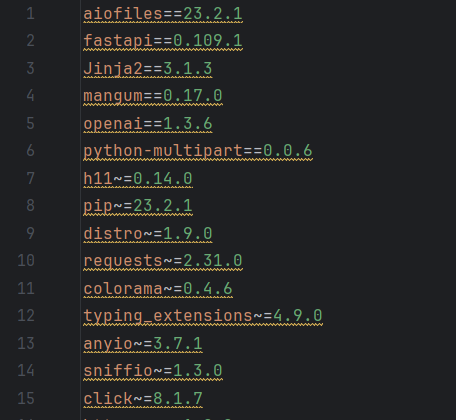 1 aiofiles==23.2.1
2 fastapi==0.109.1
3 Jinja2==3.1.3
4 mangum==0.17.0
5 openai==1.3.6
6 python-multipart==0.0.6
7 h11~=0.14.0
8 pip~=23.2.1
9 distro~=1.9.0
10 requests~=2.31.0
11 colorama~=0.4.6
12 typing_extensions~=4.9.0
13 anyio~=3.7.1
14 sniffio~=1.3.0
15 click~=8.1.7